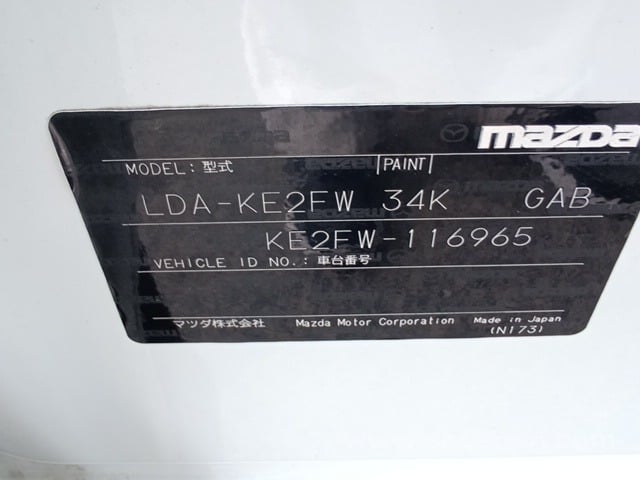 mazda
MODEL: 型式 PAINT
LDA-KE2FW 34K GAB
KE2FW-116965
VEHICLE ID NO.: 車台番号
マツダ株式会社 Mazda Motor Corporation Made in Japan
(N173)